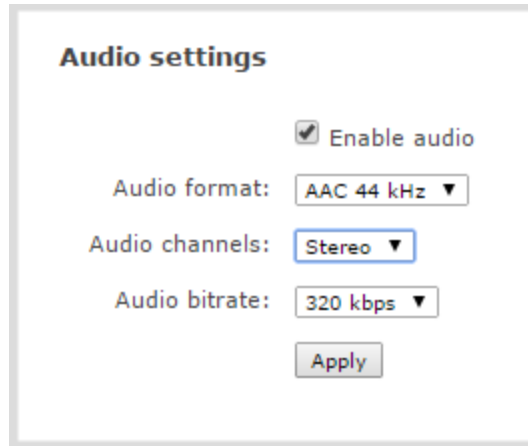 Audio settings
Enable audio
Audio format: AAC 44 kHz
Audio channels: Stereo
Audio bitrate: 320 kbps
Apply